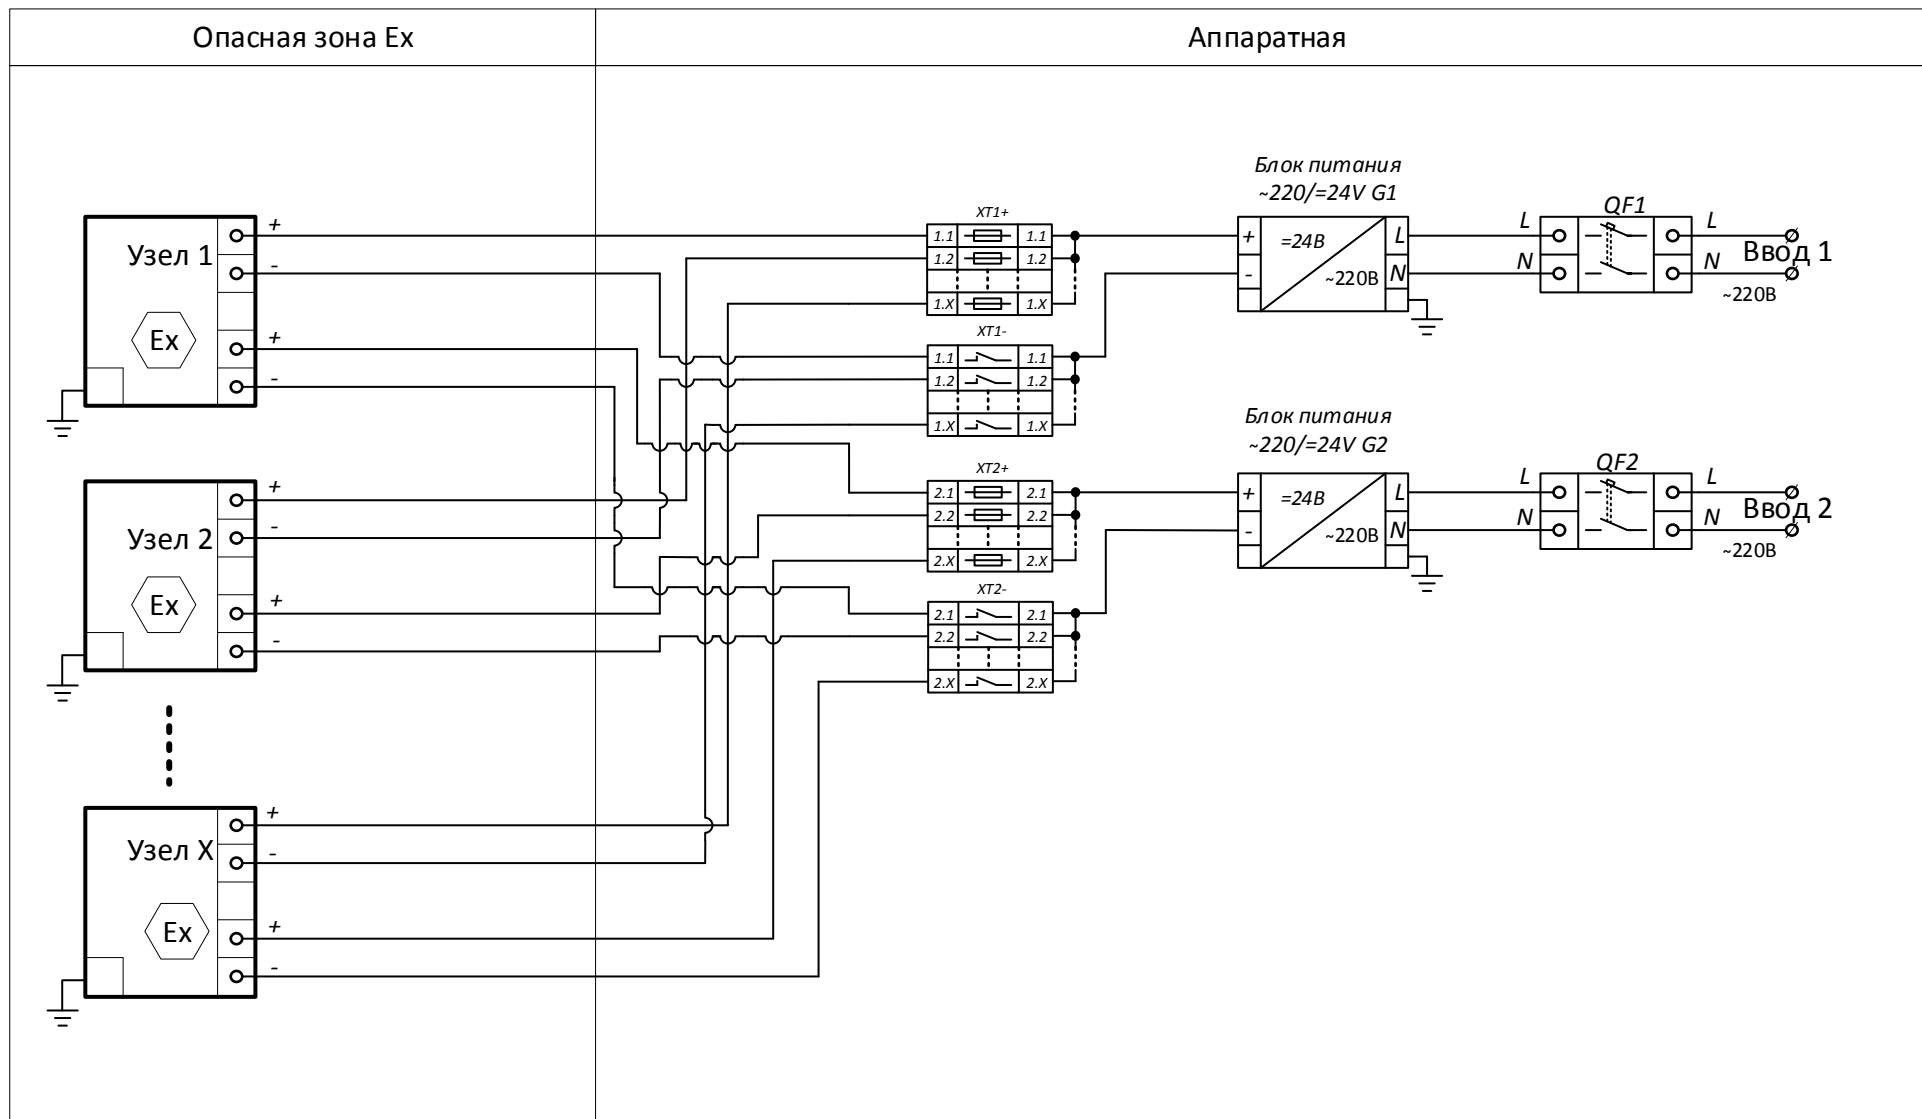 Опасная зона Ex
Аппаратная
Узел 1
Ex
+
-
+
-
Узел 2
Ex
+
-
+
-
Узел X
Ex
+
-
+
-
XT1+
1.1 1.1
1.2 1.2
1.X 1.X
XT1-
1.1 1.1
1.2 1.2
1.X 1.X
XT2+
2.1 2.1
2.2 2.2
2.X 2.X
XT2-
2.1 2.1
2.2 2.2
2.X 2.X
Блок питания
~220/=24V G1
+ =24В L
- ~220В N
L
N
QF1
L
N
Ввод 1
~220В
Блок питания
~220/=24V G2
+ =24В L
- ~220В N
L
N
QF2
L
N
Ввод 2
~220В